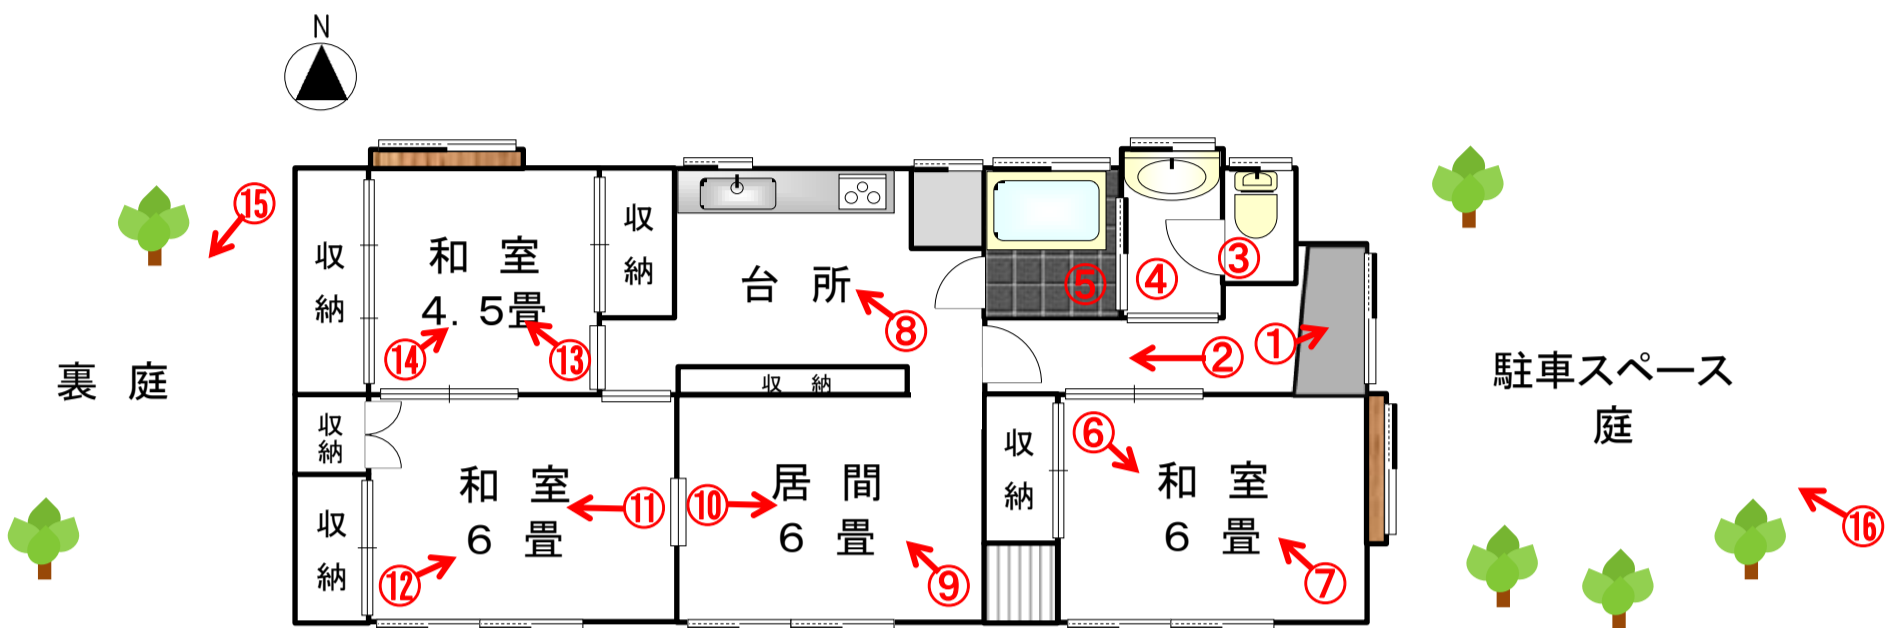 N
⑮
収
納
和 室
4.5畳
⑭
⑬
収
納
台 所
⑧
⑤
④
③
②
①
裏 庭
駐車スペース
庭
収 納
収
納
収
納
和 室
6 畳
⑪
⑫
⑩
居 間
6 畳
⑨
収
納
⑥
和 室
6 畳
⑦
⑯